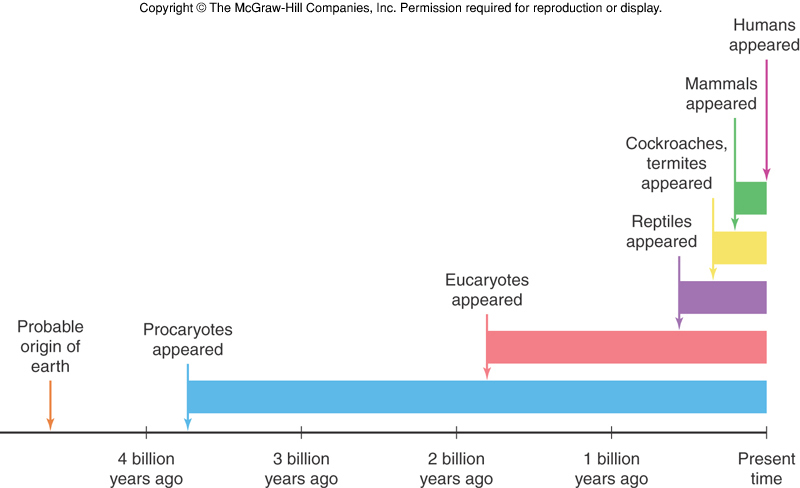 Copyright © The McGraw-Hill Companies, Inc. Permission required for reproduction or display.
Humans
appeared
Mammals
appeared
Cockroaches,
termites
appeared
Reptiles
appeared
Eucaryotes
appeared
Procaryotes
appeared
Probable
origin of
earth
4 billion
years ago
3 billion
years ago
2 billion
years ago
1 billion
years ago
Present
time